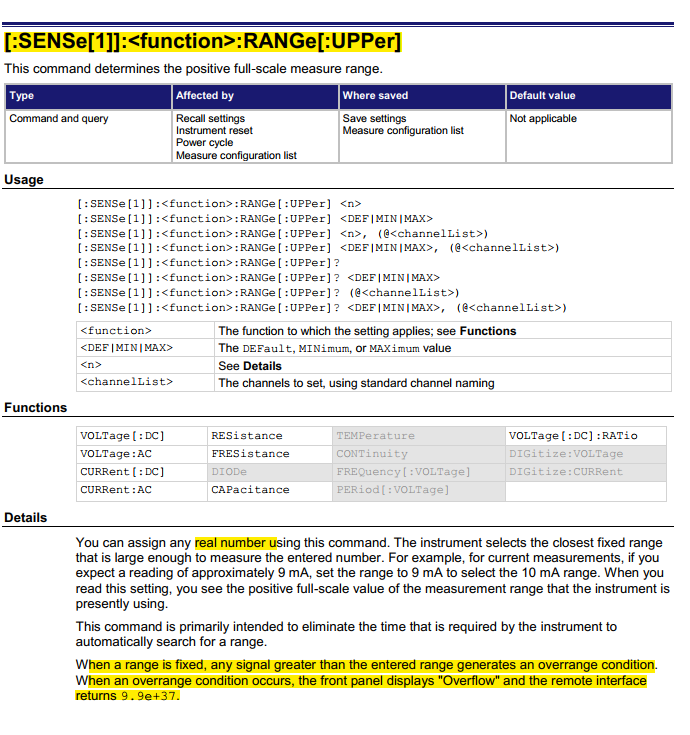 [:SENSe[1]]:<function>:RANGe[:UPPer]
This command determines the positive full-scale measure range.
Type Affected by Where saved Default value
Command and query Recall settings Save settings Not applicable
Instrument reset Measure configuration list
Power cycle
Measure configuration list
Usage
[:SENSe[1]]:<function>:RANGe[:UPPer] <n>
[:SENSe[1]]:<function>:RANGe[:UPPer] <DEF|MIN|MAX>
[:SENSe[1]]:<function>:RANGe[:UPPer] <n>, (@<channelList>)
[:SENSe[1]]:<function>:RANGe[:UPPer] <DEF|MIN|MAX>, (@<channelList>)
[:SENSe[1]]:<function>:RANGe[:UPPer]?
[:SENSe[1]]:<function>:RANGe[:UPPer]? <DEF|MIN|MAX>
[:SENSe[1]]:<function>:RANGe[:UPPer]? (@<channelList>)
[:SENSe[1]]:<function>:RANGe[:UPPer]? <DEF|MIN|MAX>, (@<channelList>)
<function> The function to which the setting applies; see Functions
<DEF|MIN|MAX> The DEFault, MINimum, or MAXimum value
<n> See Details
<channelList> The channels to set, using standard channel naming
Functions
VOLTage[:DC] RESistance TEMPerature VOLTage[:DC]:RATio
VOLTage:AC FRESistance CONTinuity DIGitize:VOLTage
CURRent[:DC] DIODe FREQuency[:VOLTage] DIGitize:CURRent
CURRent:AC CAPacitance PERiod[:VOLTage]
Details
You can assign any real number using this command. The instrument selects the closest fixed range
that is large enough to measure the entered number. For example, for current measurements, if you
expect a reading of approximately 9 mA, set the range to 9 mA to select the 10 mA range. When you
read this setting, you see the positive full-scale value of the measurement range that the instrument is
presently using.
This command is primarily intended to eliminate the time that is required by the instrument to
automatically search for a range.
When a range is fixed, any signal greater than the entered range generates an overrange condition.
When an overrange condition occurs, the front panel displays "Overflow" and the remote interface
returns 9.9e+37.